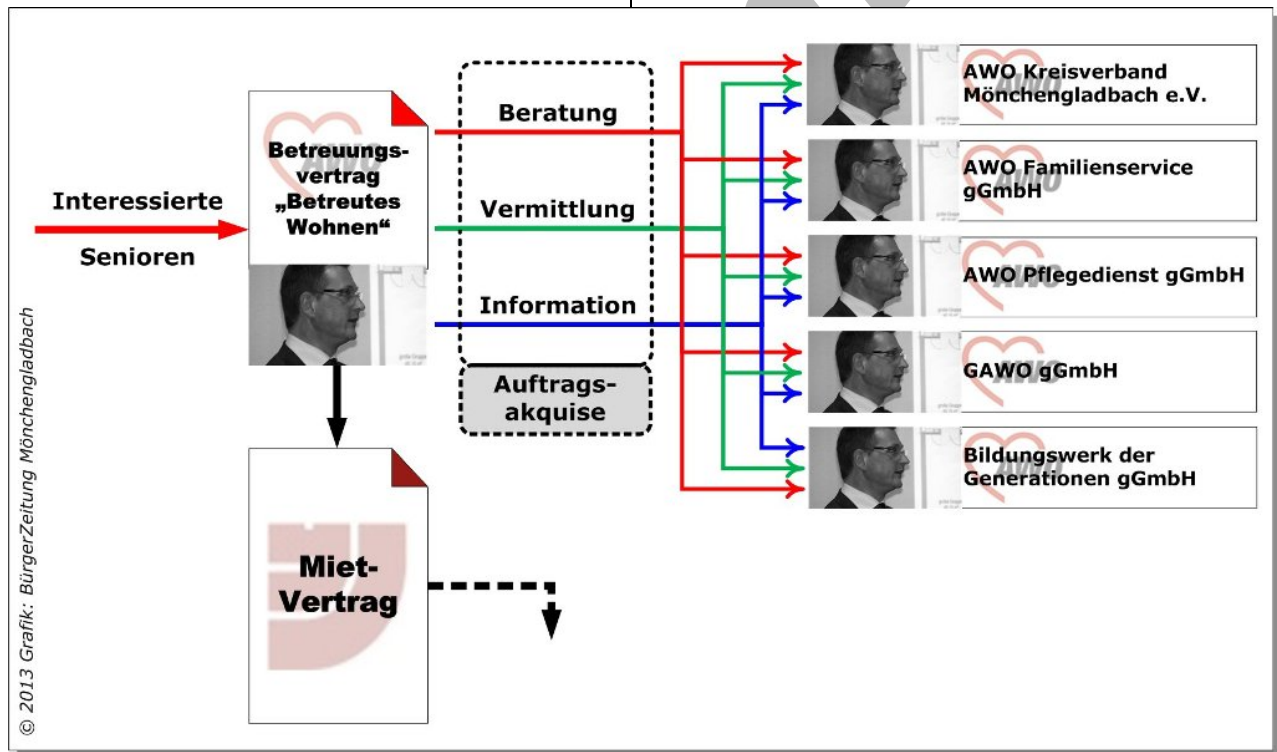 Interessierte
Senioren
Betreuungs-
vertrag
„Betreutes
Wohnen“
Beratung
Vermittlung
Information
Auftrags-
akquise
AWO Kreisverband
Mönchengladbach e.V.
AWO Familienservice
gGmbH
AWO Pflegedienst gGmbH
GAWO gGmbH
Bildungswerk der
Generationen gGmbH
Miet-
Vertrag
© 2013 Grafik: BürgerZeitung Mönchengladbach